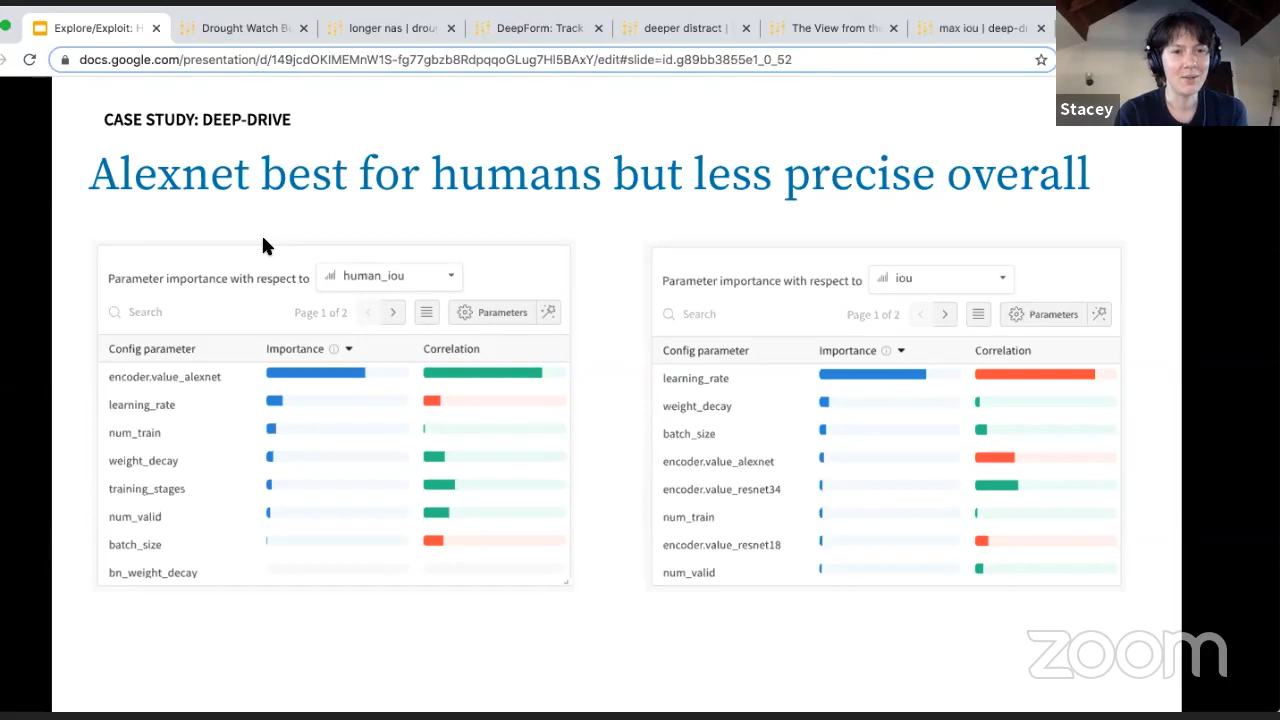 Explore/Exploit: H
Drought Watch B
longer nas | drou
DeepForm: Track
deeper distract |
The View from the
max iou | deep-dr
docs.google.com/presentation/d/149jcdOKIMEMnW1S-fg77gbzb8RdpqqoGLug7Hl5BAxY/edit#slide=id.g89bb3855e1_0_52
Stacey
CASE STUDY: DEEP-DRIVE
Alexnet best for humans but less precise overall
Parameter importance with respect to human_iou
Search Page 1 of 2 Parameters
Config parameter Importance Correlation
encoder.value_alexnet
learning_rate
num_train
weight_decay
training_stages
num_valid
batch_size
bn_weight_decay
Parameter importance with respect to iou
Search Page 1 of 2 Parameters
Config parameter Importance Correlation
learning_rate
weight_decay
batch_size
encoder.value_alexnet
encoder.value_resnet34
num_train
encoder.value_resnet18
num_valid
zoom